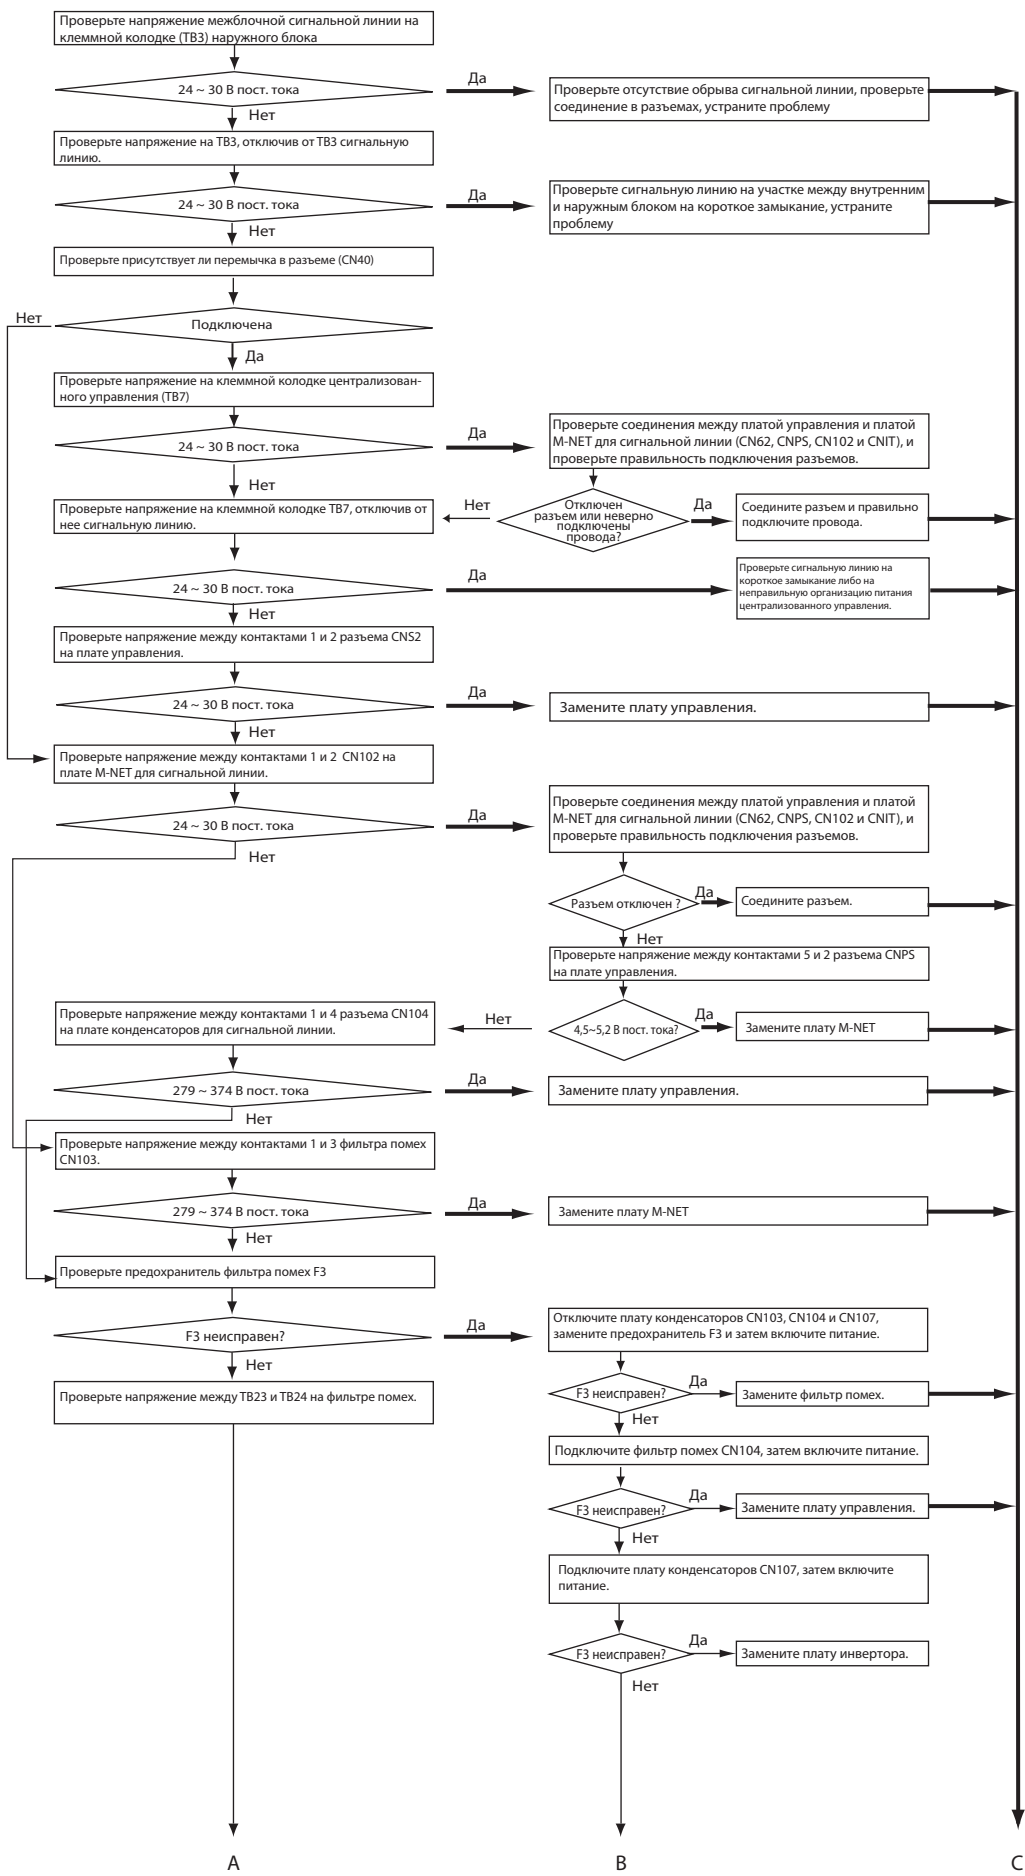 Проверьте напряжение межблочной сигнальной линии на
клеммной колодке (TB3) наружного блока
24 ~ 30 В пост. тока
Да
Проверьте отсутствие обрыва сигнальной линии, проверьте
соединение в разъемах, устраните проблему
Нет
Проверьте напряжение на TB3, отключив от TB3 сигнальную
линию.
24 ~ 30 В пост. тока
Да
Проверьте сигнальную линию на участке между внутренним
и наружным блоком на короткое замыкание, устраните
проблему
Нет
Проверьте присутствует ли перемычка в разъеме (CN40)
Нет
Подключена
Да
Проверьте напряжение на клеммной колодке централизован-
ного управления (TB7)
24 ~ 30 В пост. тока
Да
Проверьте соединения между платой управления и платой
M-NET для сигнальной линии (CN62, CNPS, CN102 и CNIT), и
проверьте правильность подключения разъемов.
Нет
Проверьте напряжение на клеммной колодке TB7, отключив от
нее сигнальную линию.
Нет
Отключен
разъем или неверно
подключены
провода?
Да
Соедините разъем и правильно
подключите провода.
24 ~ 30 В пост. тока
Да
Проверьте сигнальную линию на
короткое замыкание либо на
неправильную организацию питания
централизованного управления.
Нет
Проверьте напряжение между контактами 1 и 2 разъема CNS2
на плате управления.
24 ~ 30 В пост. тока
Да
Замените плату управления.
Нет
Проверьте напряжение между контактами 1 и 2 CN102 на
плате M-NET для сигнальной линии.
24 ~ 30 В пост. тока
Да
Проверьте соединения между платой управления и платой
M-NET для сигнальной линии (CN62, CNPS, CN102 и CNIT), и
проверьте правильность подключения разъемов.
Нет
Разъем отключен ?
Да
Соедините разъем.
Нет
Проверьте напряжение между контактами 5 и 2 разъема CNPS
на плате управления.
Проверьте напряжение между контактами 1 и 4 разъема CN104
на плате конденсаторов для сигнальной линии.
Нет
4,5~5,2 В пост. тока?
Да
Замените плату M-NET
279 ~ 374 В пост. тока
Да
Замените плату управления.
Нет
Проверьте напряжение между контактами 1 и 3 фильтра помех
CN103.
279 ~ 374 В пост. тока
Да
Замените плату M-NET
Нет
Проверьте предохранитель фильтра помех F3
F3 неисправен?
Да
Отключите плату конденсаторов CN103, CN104 и CN107,
замените предохранитель F3 и затем включите питание.
Нет
Проверьте напряжение между TB23 и TB24 на фильтре помех.
F3 неисправен?
Да
Замените фильтр помех.
Нет
Подключите фильтр помех CN104, затем включите питание.
F3 неисправен?
Да
Замените плату управления.
Нет
Подключите плату конденсаторов CN107, затем включите
питание.
F3 неисправен?
Да
Замените плату инвертора.
Нет
A
B
C